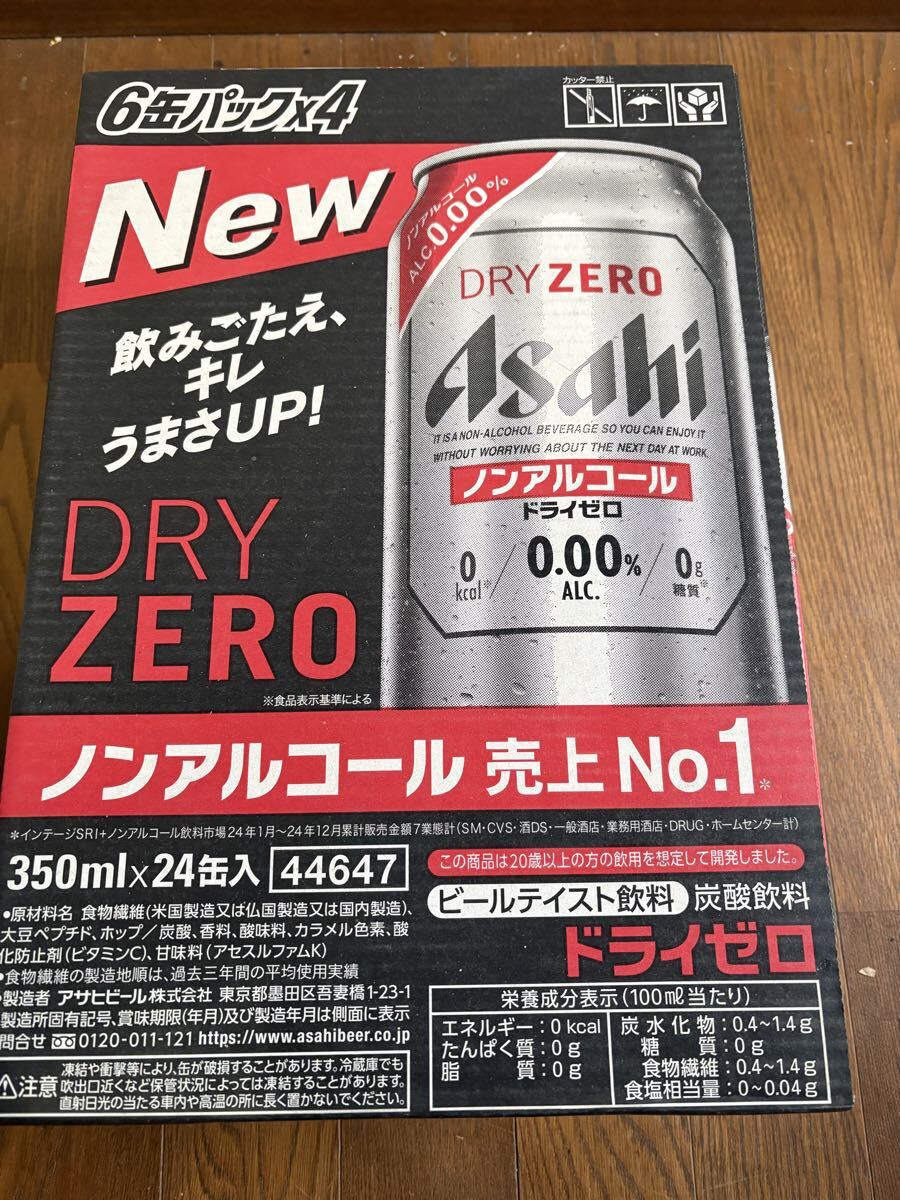 6缶パックx4
カッター禁止
New
飲みごたえ、
キレ
うまさUP!
DRY
ZERO
※食品表示基準による
ノンアルコール
ALC.0.00%
DRY ZERO
Asahi
IT IS A NON-ALCOHOL BEVERAGE SO YOU CAN ENJOY IT
WITHOUT WORRYING ABOUT THE NEXT DAY AT WORK.
ノンアルコール
ドライゼロ
0 kcal※ / 0.00% ALC. / 0g 糖質※
ノンアルコール 売上 No.1*
*インテージSRI+ノンアルコール飲料市場24年1月~24年12月累計販売金額7業態計(SM・CVS・酒DS・一般酒店・業務用酒店・DRUG・ホームセンター計)
350ml×24缶入 44647
この商品は20歳以上の方の飲用を想定して開発しました。
ビールテイスト飲料 炭酸飲料
ドライゼロ
●原材料名 食物繊維(米国製造又は仏国製造又は国内製造)、
大豆ペプチド、ホップ/炭酸、香料、酸味料、カラメル色素、酸
化防止剤(ビタミンC)、甘味料(アセスルファムK)
●食物繊維の製造地順は、過去三年間の平均使用実績
●製造者 アサヒビール株式会社 東京都墨田区吾妻橋1-23-1
製造所固有記号、賞味期限(年月)及び製造年月は側面に表示
問合せ 0120-011-121 https://www.asahibeer.co.jp
⚠注意 凍結や衝撃等により、缶が破損することがあります。冷蔵庫でも
吹出口近くなど保管状況によっては凍結することがあります。
直射日光の当たる車内や高温の所に長く置かないでください。
栄養成分表示(100ml当たり)
エネルギー:0 kcal
たんぱく質:0g
脂質:0g
炭水化物:0.4~1.4g
糖質:0g
食物繊維:0.4~1.4g
食塩相当量:0~0.04g